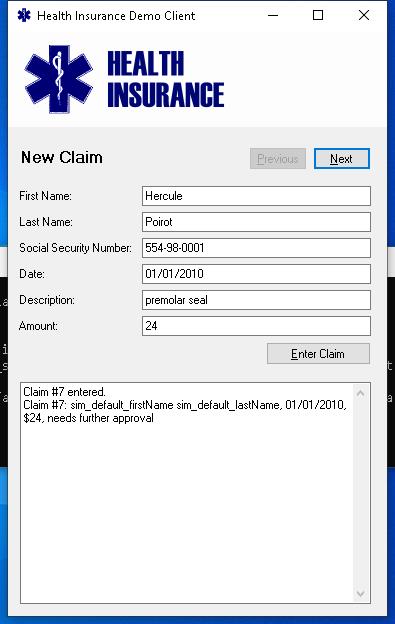 Health Insurance Demo Client
HEALTH
INSURANCE
New Claim
Previous
Next
First Name:
Hercule
Last Name:
Poirot
Social Security Number:
554-98-0001
Date:
01/01/2010
Description:
premolar seal
Amount:
24
Enter Claim
Claim #7 entered.
Claim #7: sim_default_firstName sim_default_lastName, 01/01/2010,
$24, needs further approval